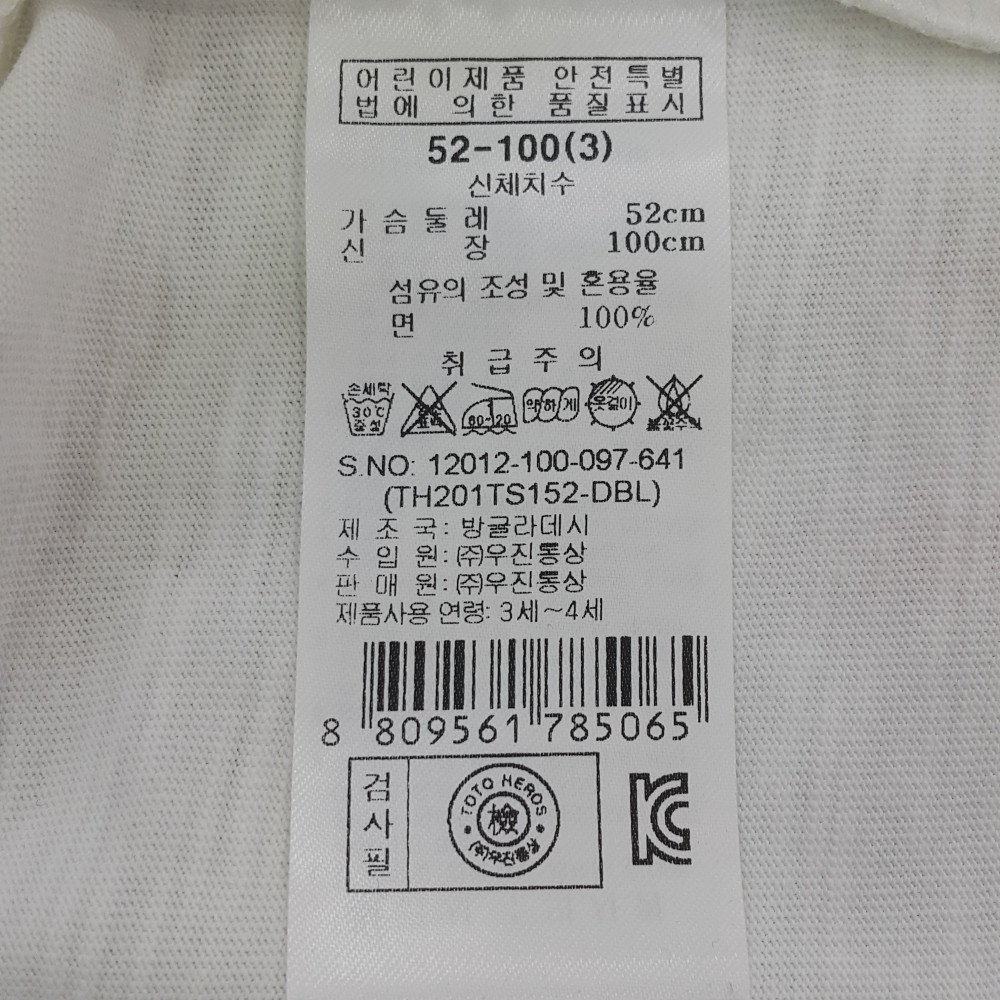 어린이제품 안전특별
법에 의한 품질표시
52-100(3)
신체치수
가슴둘레 52cm
신장 100cm
섬유의 조성 및 혼용율
면 100%
취급주의
손세탁 30℃ 중성 80-120 약하게 옷걸이
S.NO: 12012-100-097-641
(TH201TS152-DBL)
제조국: 방글라데시
수입원: ㈜우진통상
판매원: ㈜우진통상
제품사용 연령: 3세~4세
8 809561 785065
검사필
TOTO HEROS
檢
(주)우진통상
KC